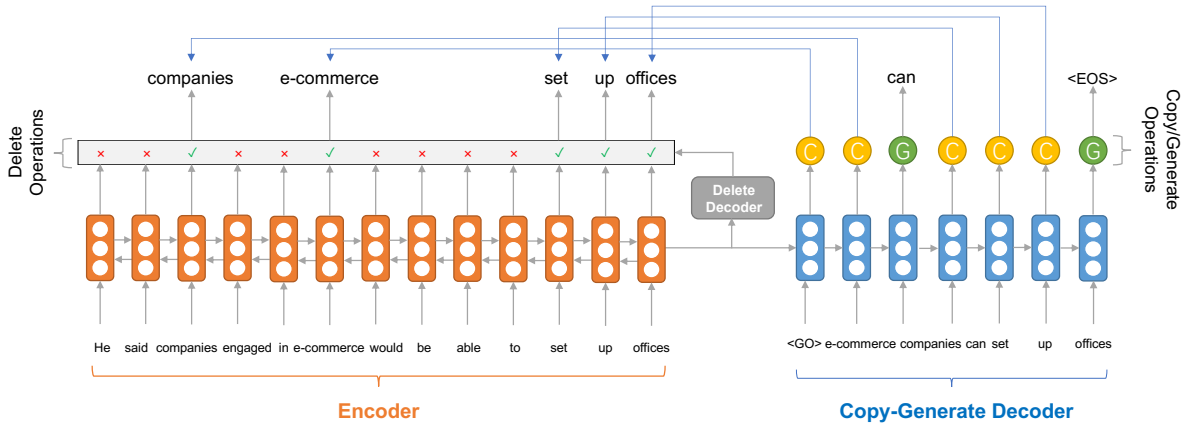 companies e-commerce set up offices can <EOS>
Delete Operations
× × ✓ × × ✓ × × × × ✓ ✓ ✓
C C G C C C G
Copy/Generate Operations
Delete
Decoder
He said companies engaged in e-commerce would be able to set up offices
<GO> e-commerce companies can set up offices
Encoder
Copy-Generate Decoder